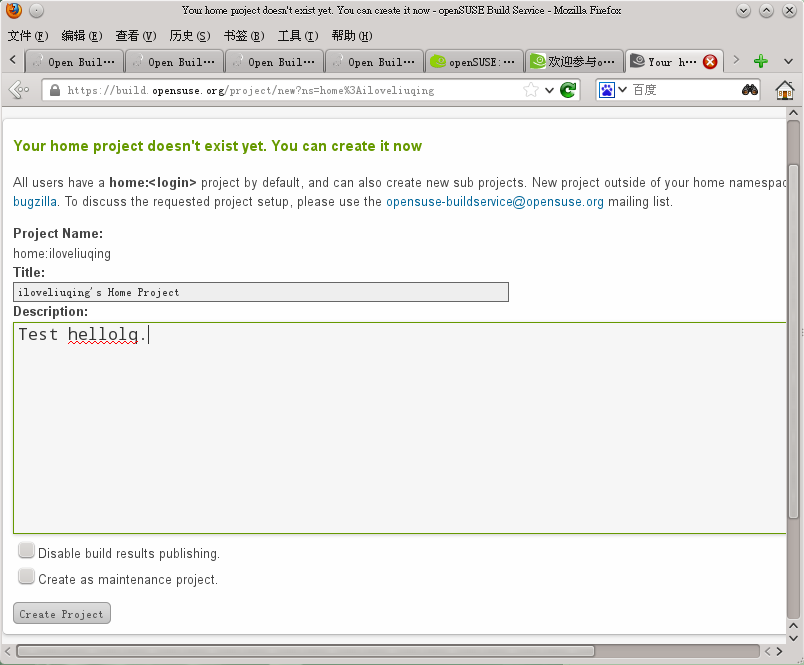 Your home project doesn't exist yet. You can create it now - openSUSE Build Service - Mozilla Firefox
文件(F) 编辑(E) 查看(V) 历史(S) 书签(B) 工具(T) 帮助(H)
Open Buil··· Open Buil··· Open Buil··· Open Buil··· openSUSE:··· 欢迎参与o··· Your h···
https://build.opensuse.org/project/new?ns=home%3Ailoveliuqing 百度
Your home project doesn't exist yet. You can create it now
All users have a home:<login> project by default, and can also create new sub projects. New project outside of your home namespac
bugzilla. To discuss the requested project setup, please use the opensuse-buildservice@opensuse.org mailing list.
Project Name:
home:iloveliuqing
Title:
iloveliuqing's Home Project
Description:
Test hellolq.
Disable build results publishing.
Create as maintenance project.
Create Project